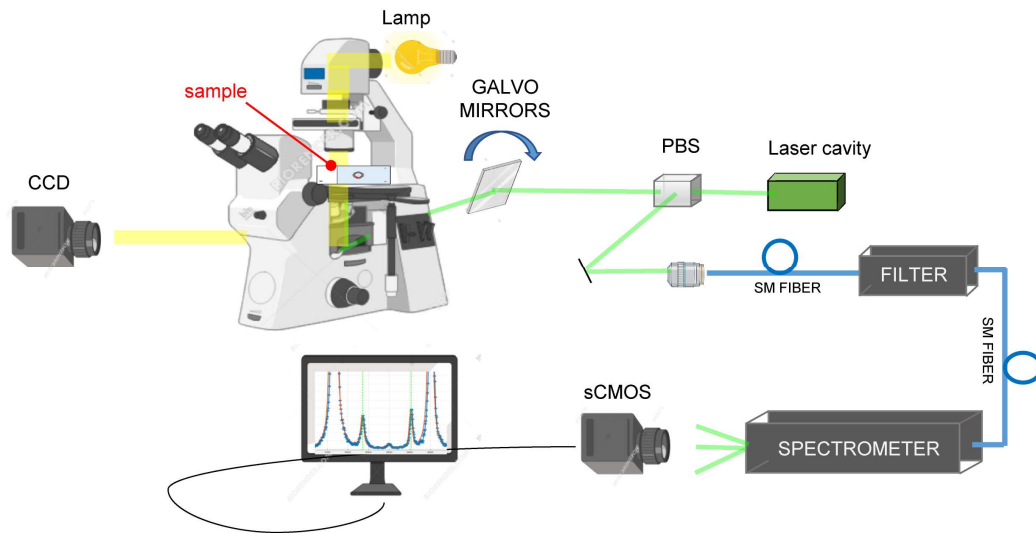 Lamp
sample
GALVO
MIRRORS
PBS
Laser cavity
CCD
SM FIBER
FILTER
SM FIBER
sCMOS
SPECTROMETER